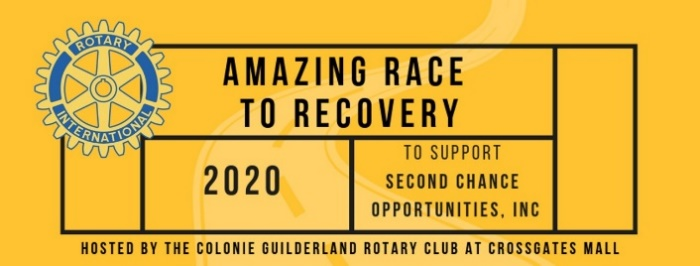 ROTARY
INTERNATIONAL
AMAZING RACE
TO RECOVERY
2020
TO SUPPORT
SECOND CHANCE
OPPORTUNITIES, INC
HOSTED BY THE COLONIE GUILDERLAND ROTARY CLUB AT CROSSGATES MALL